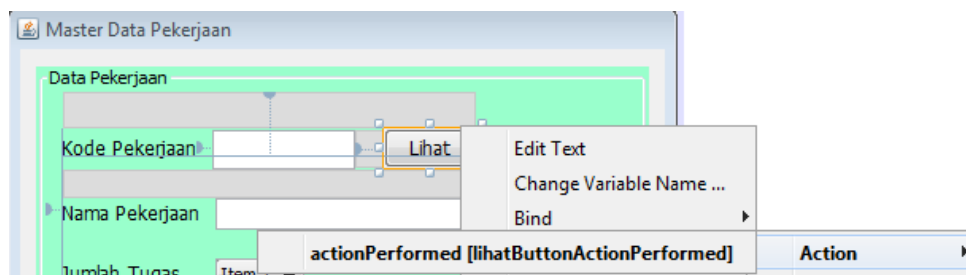 Master Data Pekerjaan
Data Pekerjaan
Kode Pekerjaan
Lihat
Edit Text
Change Variable Name ...
Bind
Nama Pekerjaan
actionPerformed [lihatButtonActionPerformed]
Action
Jumlah Tugas
Item